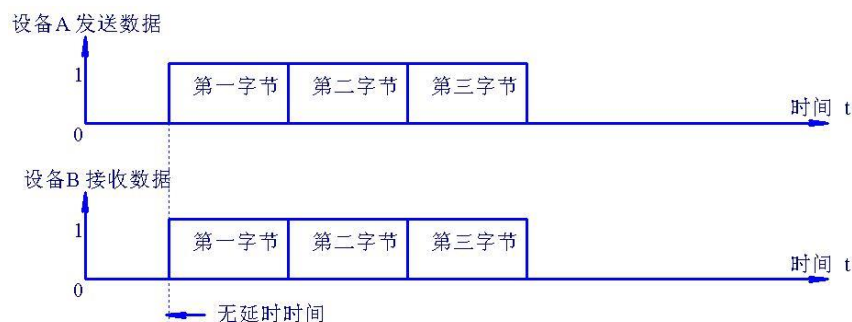 设备A 发送数据
1
第一字节 第二字节 第三字节
时间 t
0
设备B 接收数据
1
第一字节 第二字节 第三字节
时间 t
0
无延时时间